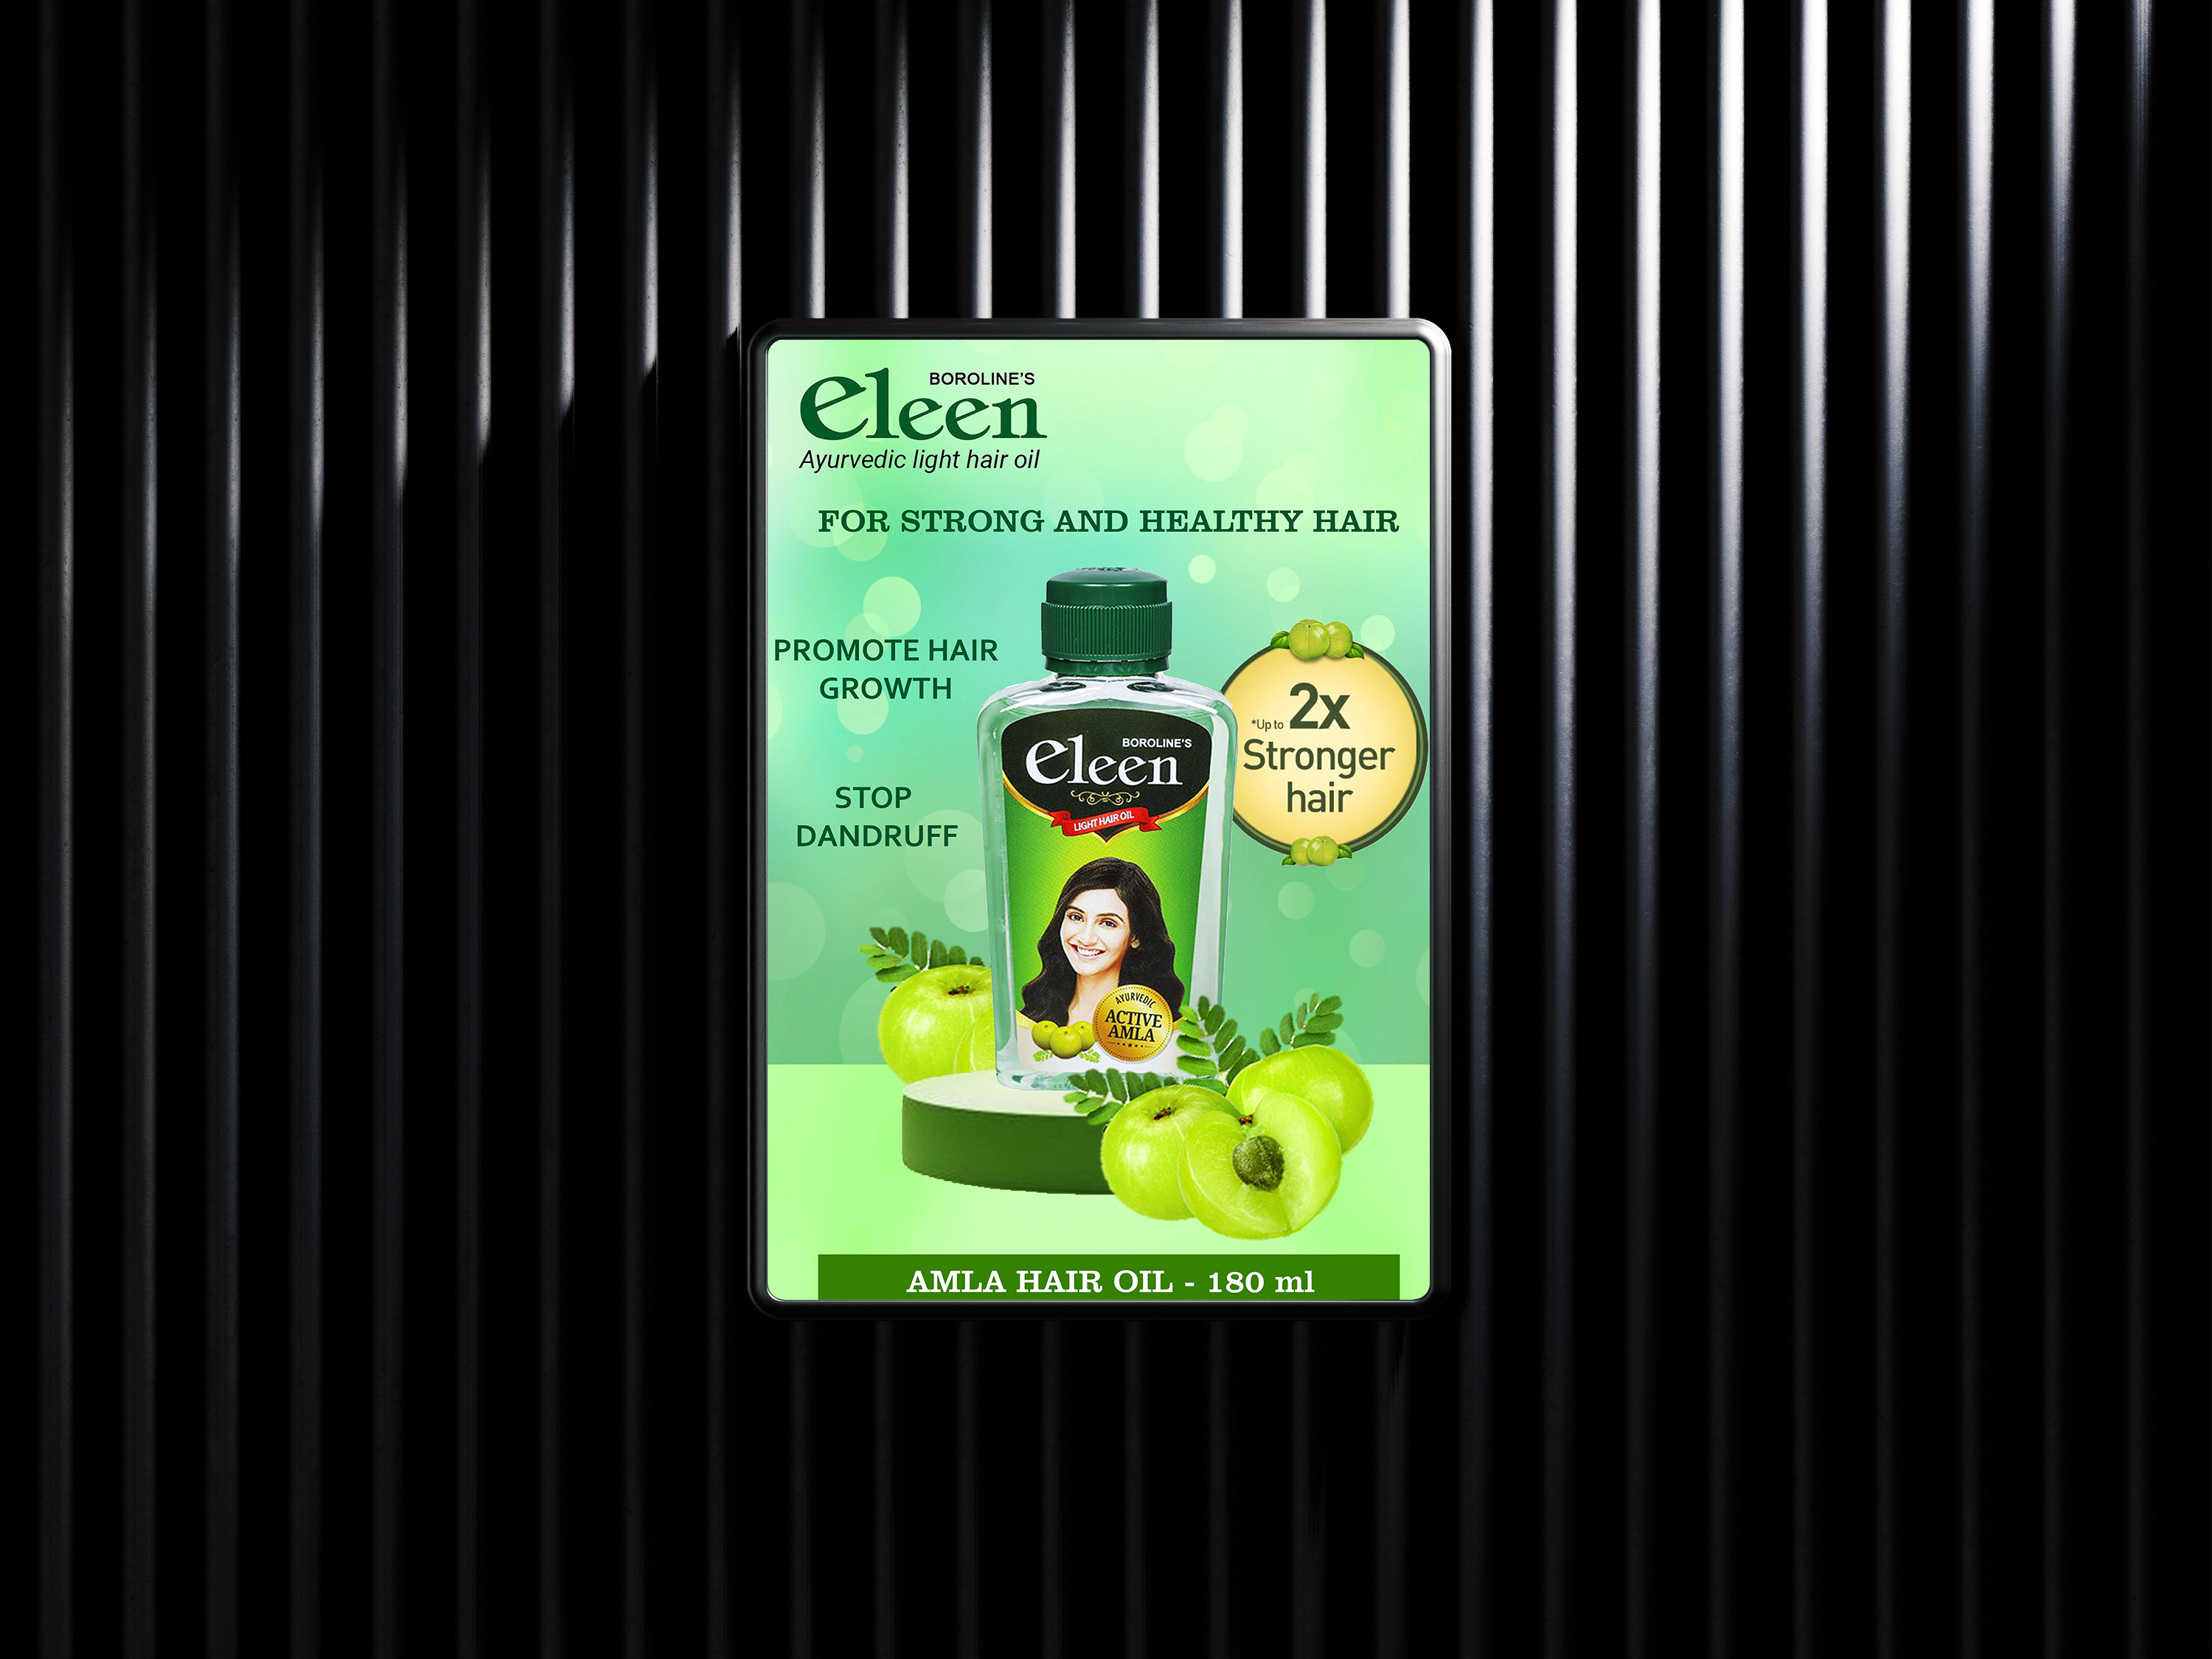 BOROLINE'S
eleen
Ayurvedic light hair oil
FOR STRONG AND HEALTHY HAIR
PROMOTE HAIR
GROWTH
STOP
DANDRUFF
*Up to 2x
Stronger
hair
BOROLINE'S
eleen
LIGHT HAIR OIL
AYURVEDIC
ACTIVE
AMLA
AMLA HAIR OIL - 180 ml